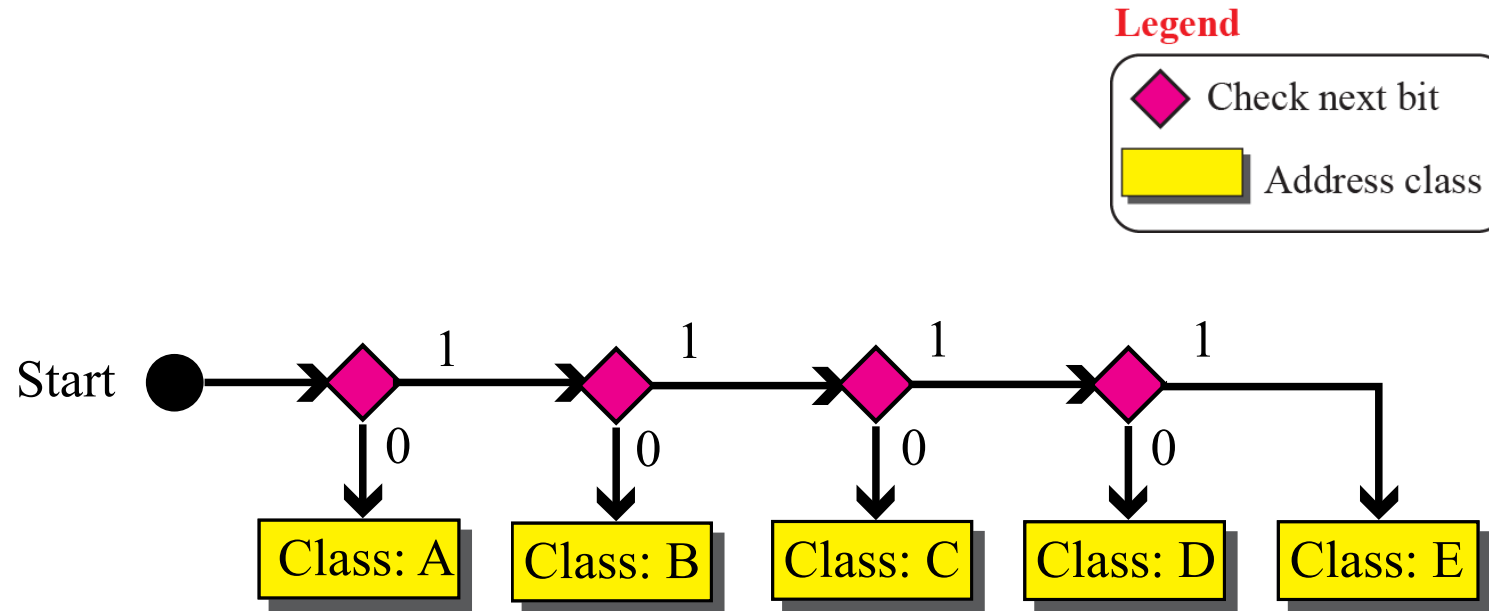 Legend
Check next bit
Address class
1 1 1 1
Start
0 0 0 0
Class: A Class: B Class: C Class: D Class: E